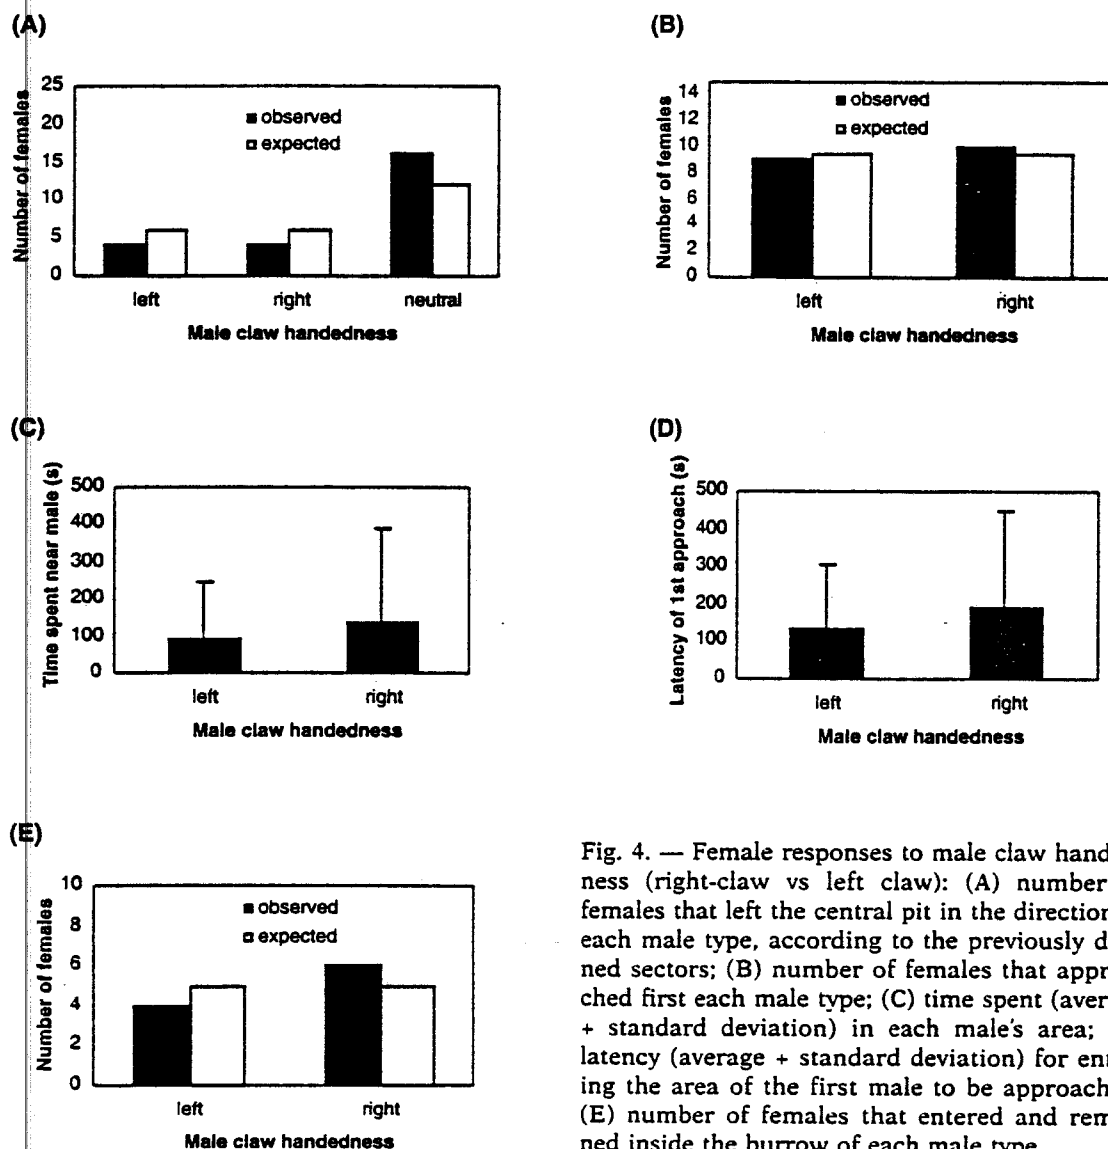 (A)
25
20
15
10
5
0
Number of females
observed
expected
left right neutral
Male claw handedness
(B)
14
12
10
8
6
4
2
0
Number of females
observed
expected
left right
Male claw handedness
(C)
500
400
300
200
100
0
Time spent near male (s)
left right
Male claw handedness
(D)
500
400
300
200
100
0
Latency of 1st approach (s)
left right
Male claw handedness
(E)
10
8
6
4
2
0
Number of females
observed
expected
left right
Male claw handedness
Fig. 4. — Female responses to male claw hand
ness (right-claw vs left claw): (A) number
females that left the central pit in the direction
each male type, according to the previously d
ned sectors; (B) number of females that appr
ched first each male type; (C) time spent (aver
+ standard deviation) in each male's area;
latency (average + standard deviation) for en
ing the area of the first male to be approach
(E) number of females that entered and rem
ned inside the burrow of each male type